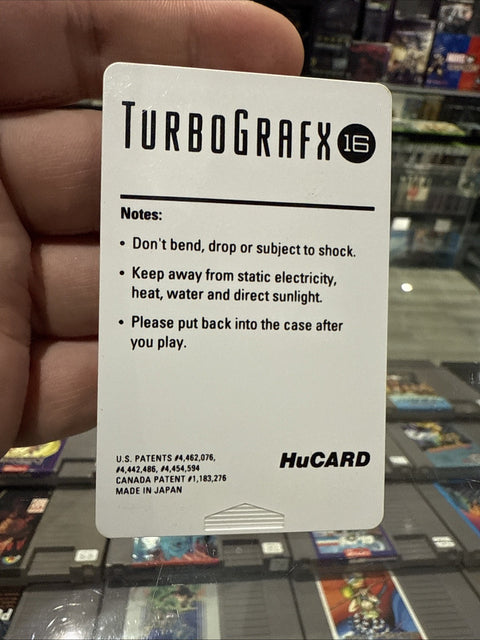 TURBOGRAFX 16
Notes:
• Don't bend, drop or subject to shock.
• Keep away from static electricity,
heat, water and direct sunlight.
• Please put back into the case after
you play.
U.S. PATENTS #4,462,076,
#4,442,486, #4,454,594
CANADA PATENT #1,183,276
MADE IN JAPAN
HuCARD